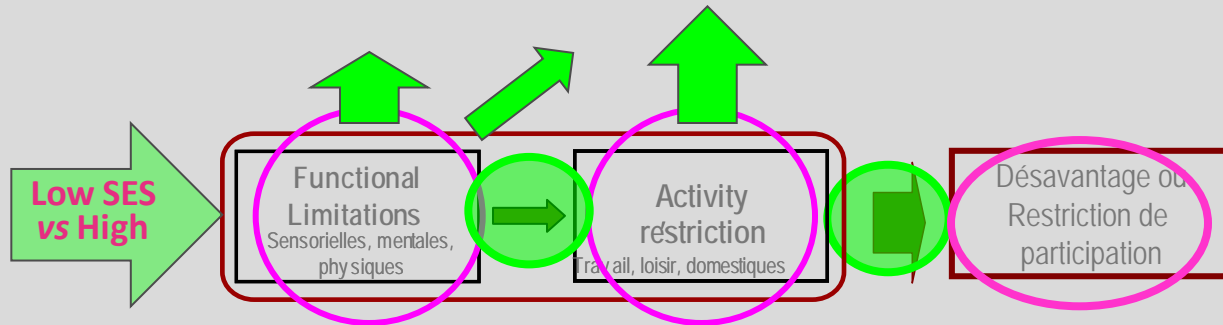 Low SES
vs High
Functional
Limitations
Sensorielles, mentales,
physiques
Activity
restriction
Travail, loisir, domestiques
Désavantage ou
Restriction de
participation